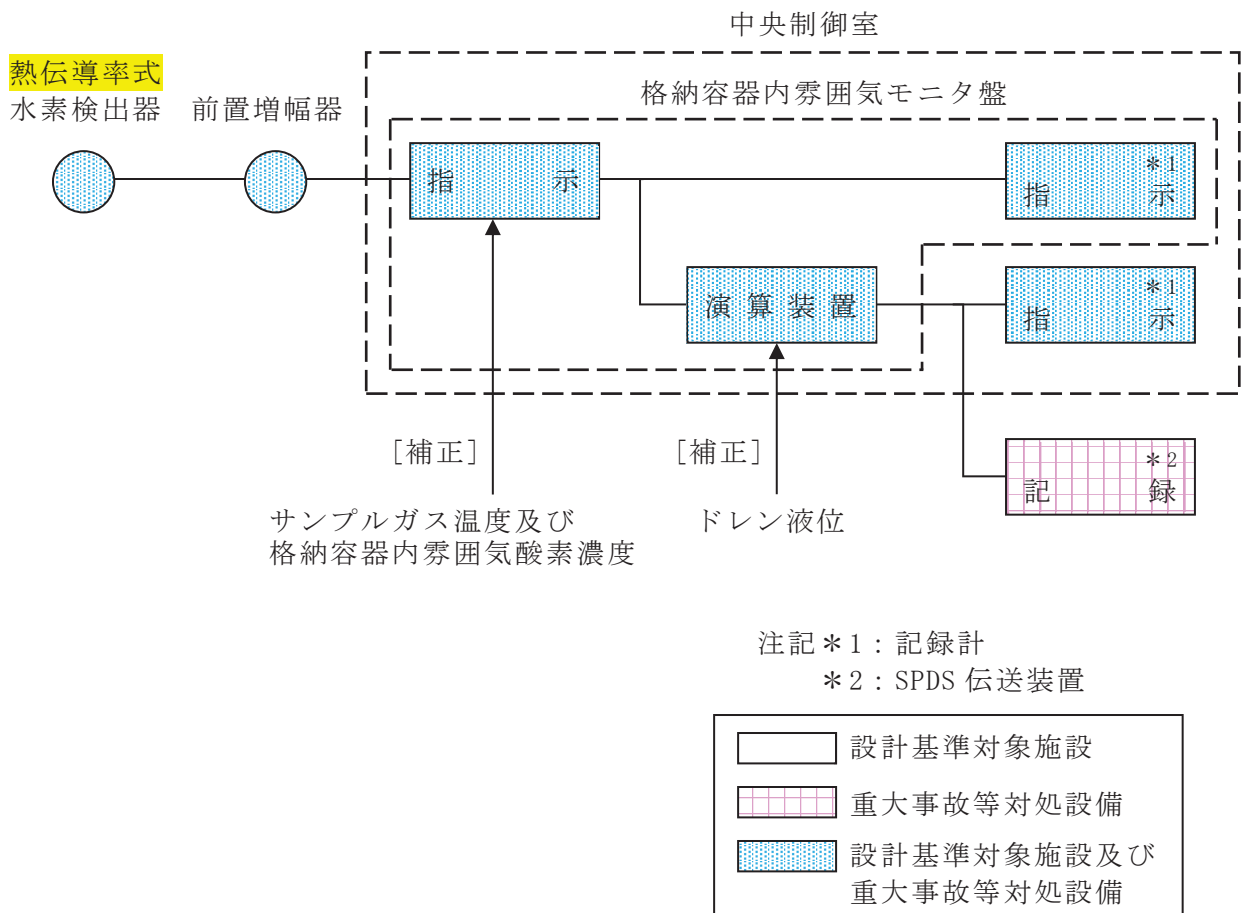 中央制御室
熱伝導率式
水素検出器
前置増幅器
格納容器内雰囲気モニタ盤
指示
*1
指示
演算装置
*1
指示
[補正]
[補正]
*2
記録
サンプルガス温度及び
格納容器内雰囲気酸素濃度
ドレン液位
注記*1:記録計
*2:SPDS 伝送装置
設計基準対象施設
重大事故等対処設備
設計基準対象施設及び
重大事故等対処設備